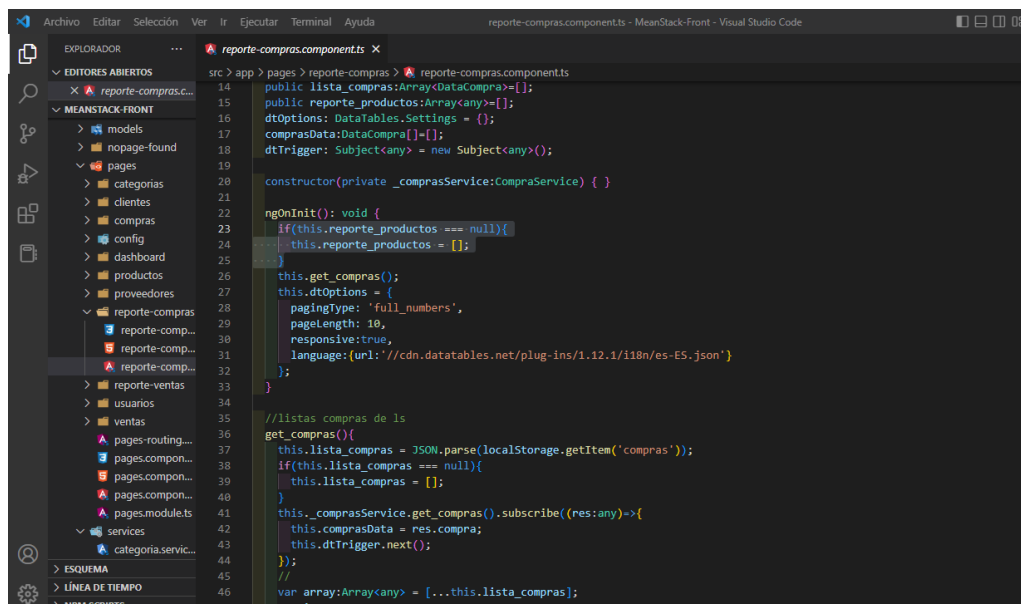 Archivo Editar Selección Ver Ir Ejecutar Terminal Ayuda
reporte-compras.component.ts - MeanStack-Front - Visual Studio Code
EXPLORADOR ...
EDITORES ABIERTOS
reporte-compras.c...
MEANSTACK-FRONT
models
nopage-found
pages
categorias
clientes
compras
config
dashboard
productos
proveedores
reporte-compras
reporte-comp...
reporte-comp...
reporte-comp...
reporte-ventas
usuarios
ventas
pages-routing....
pages.compon...
pages.compon...
pages.compon...
pages.module.ts
services
categoria.servic...
ESQUEMA
LÍNEA DE TIEMPO
NPM SCRIPTS
reporte-compras.component.ts
src > app > pages > reporte-compras > reporte-compras.component.ts
14 public lista_compras:Array<DataCompra>=[];
15 public reporte_productos:Array<any>=[];
16 dtOptions: DataTables.Settings = {};
17 comprasData:DataCompra[]=[];
18 dtTrigger: Subject<any> = new Subject<any>();
19
20 constructor(private _comprasService:CompraService) { }
21
22 ngOnInit(): void {
23 if(this.reporte_productos === null){
24 this.reporte_productos = [];
25 }
26 this.get_compras();
27 this.dtOptions = {
28 pagingType: 'full_numbers',
29 pageLength: 10,
30 responsive:true,
31 language:{url:'//cdn.datatables.net/plug-ins/1.12.1/i18n/es-ES.json'}
32 };
33 }
34
35 //listas compras de ls
36 get_compras(){
37 this.lista_compras = JSON.parse(localStorage.getItem('compras'));
38 if(this.lista_compras === null){
39 this.lista_compras = [];
40 }
41 this._comprasService.get_compras().subscribe((res:any)=>{
42 this.comprasData = res.compra;
43 this.dtTrigger.next();
44 });
45 //
46 var array:Array<any> = [...this.lista_compras];